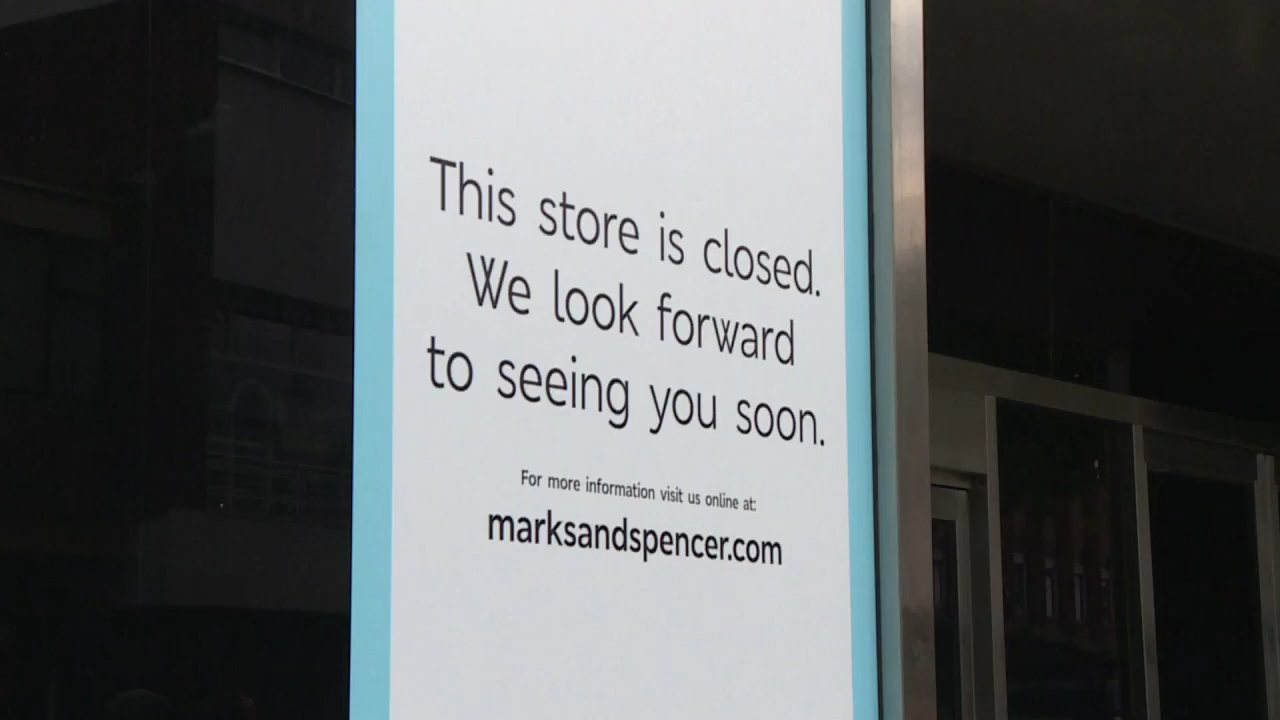 This store is closed.
We look forward
to seeing you soon.
For more information visit us online at:
marksandspencer.com